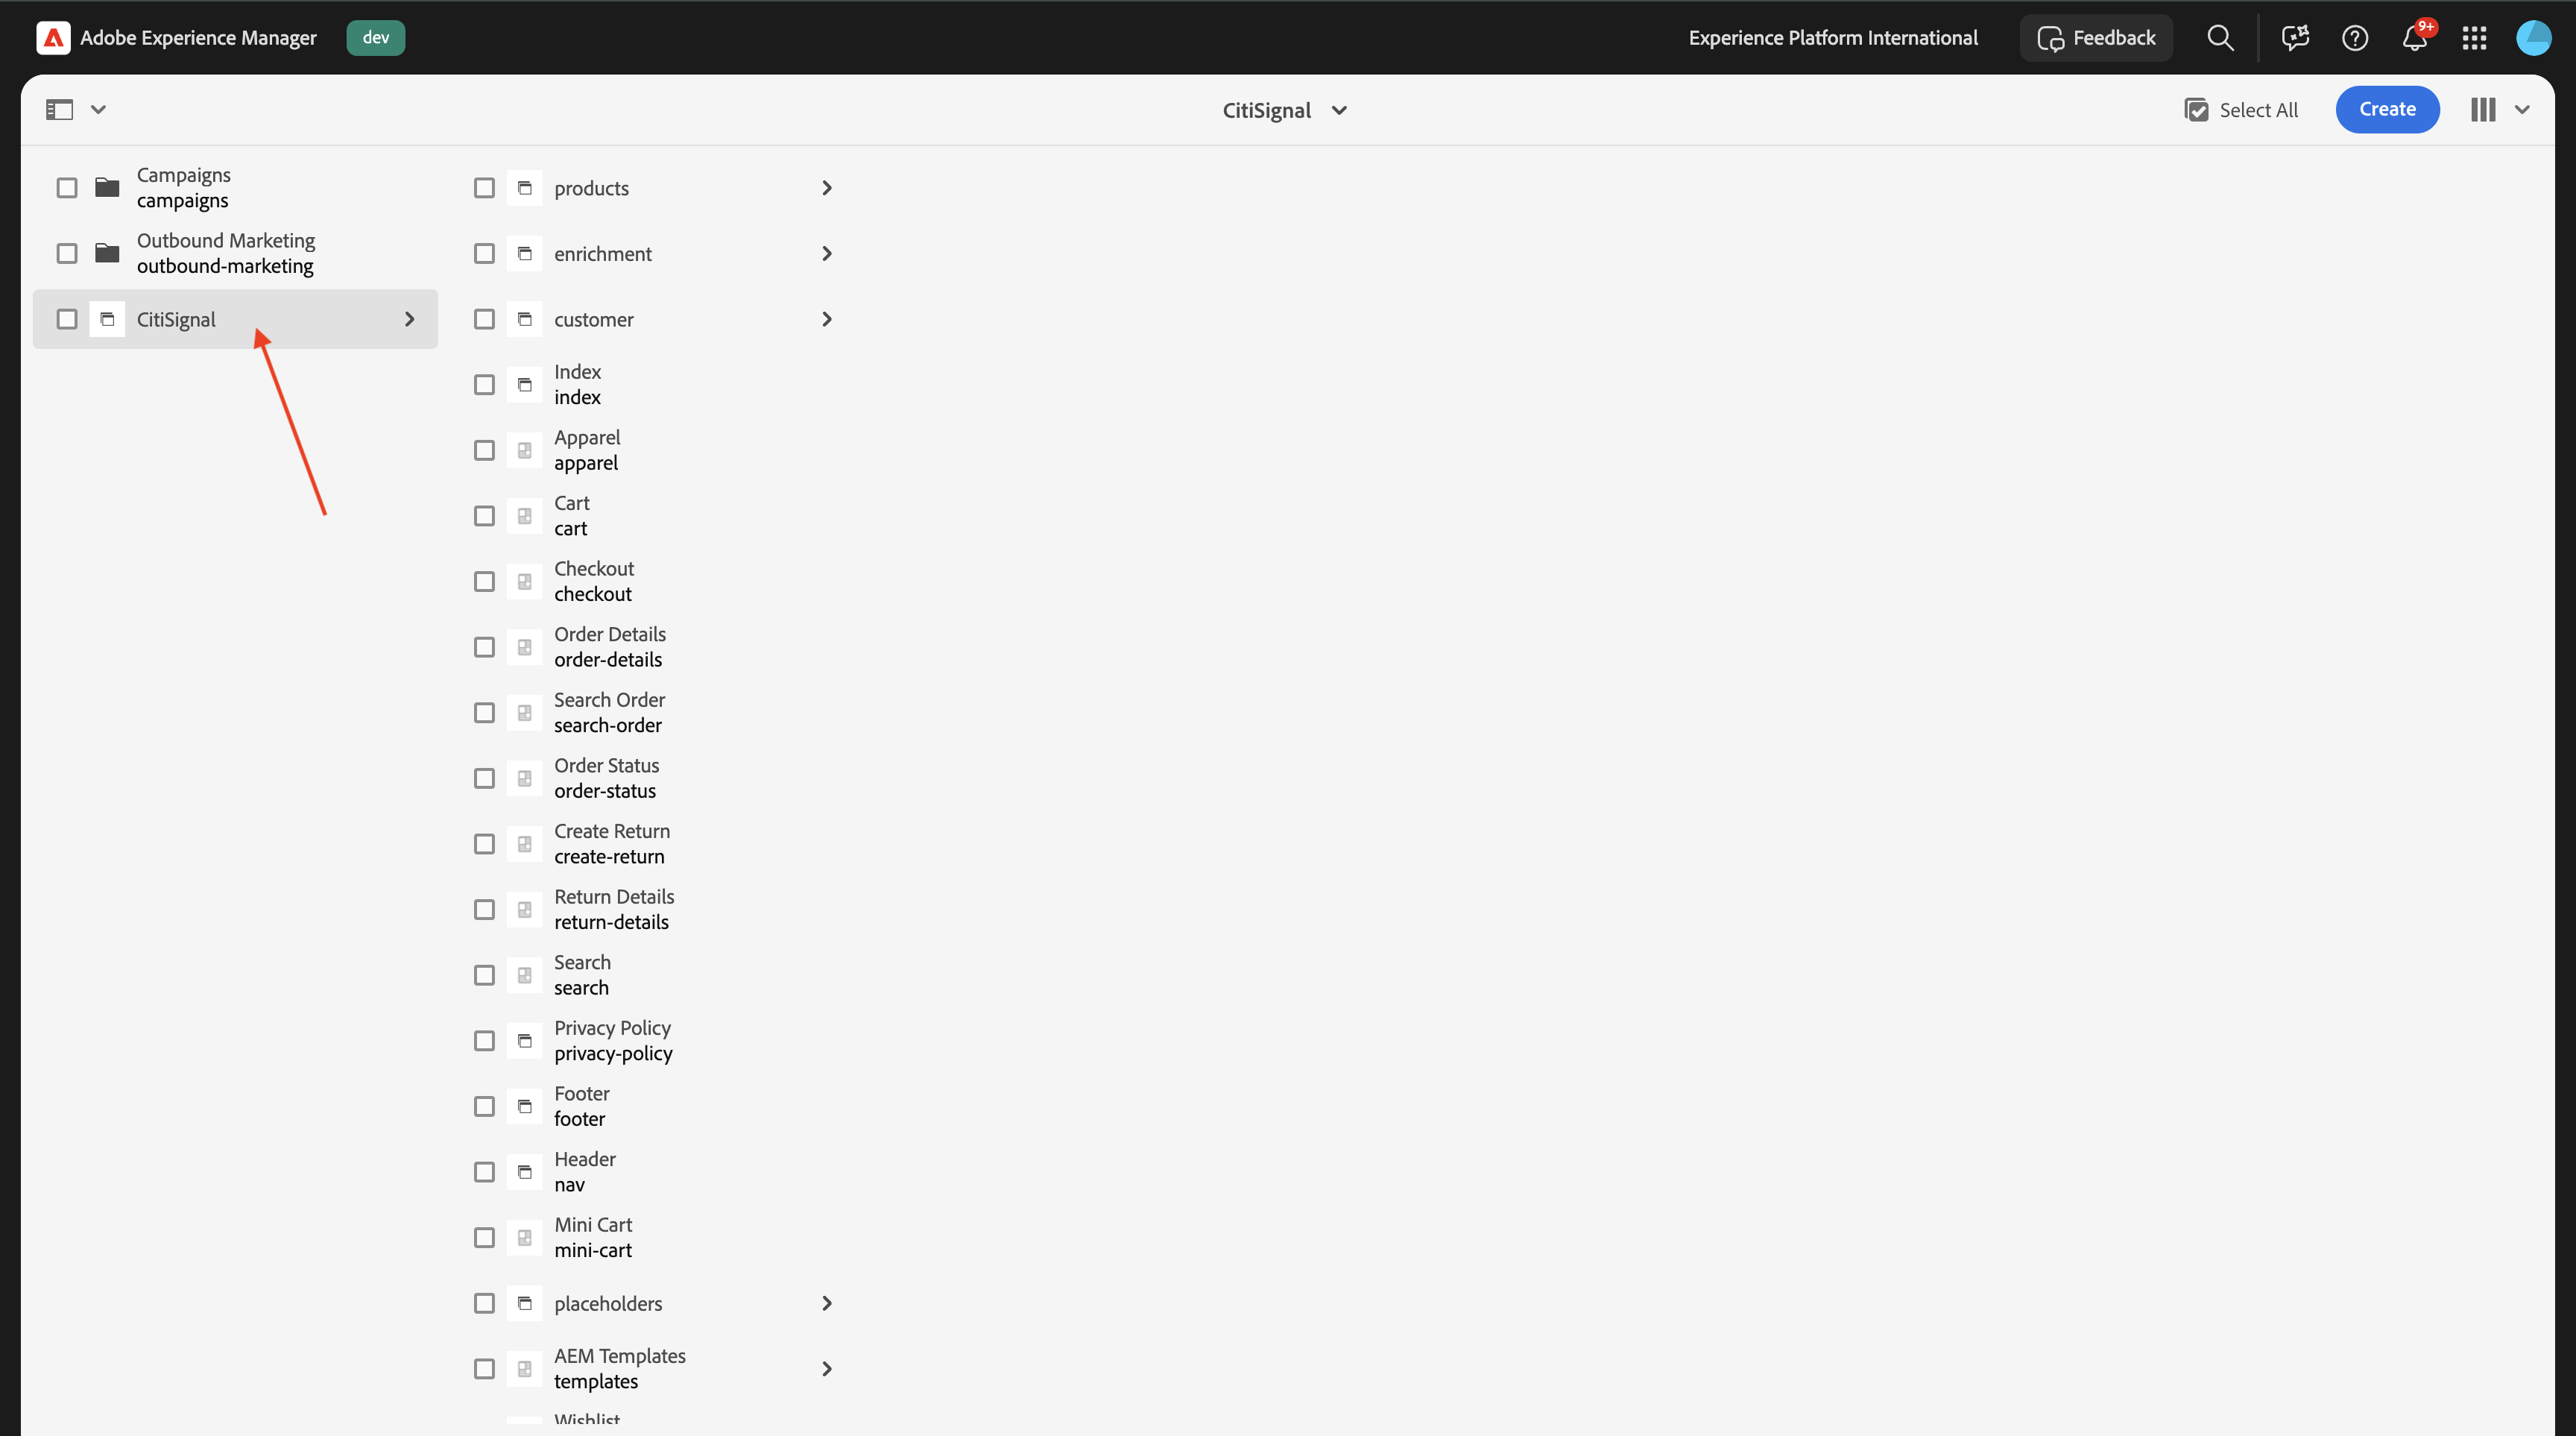 Adobe Experience Manager
dev
Experience Platform International
Feedback
9+
CitiSignal
Select All
Create
Campaigns
campaigns
Outbound Marketing
outbound-marketing
CitiSignal
products
enrichment
customer
Index
index
Apparel
apparel
Cart
cart
Checkout
checkout
Order Details
order-details
Search Order
search-order
Order Status
order-status
Create Return
create-return
Return Details
return-details
Search
search
Privacy Policy
privacy-policy
Footer
footer
Header
nav
Mini Cart
mini-cart
placeholders
AEM Templates
templates
Wishlist